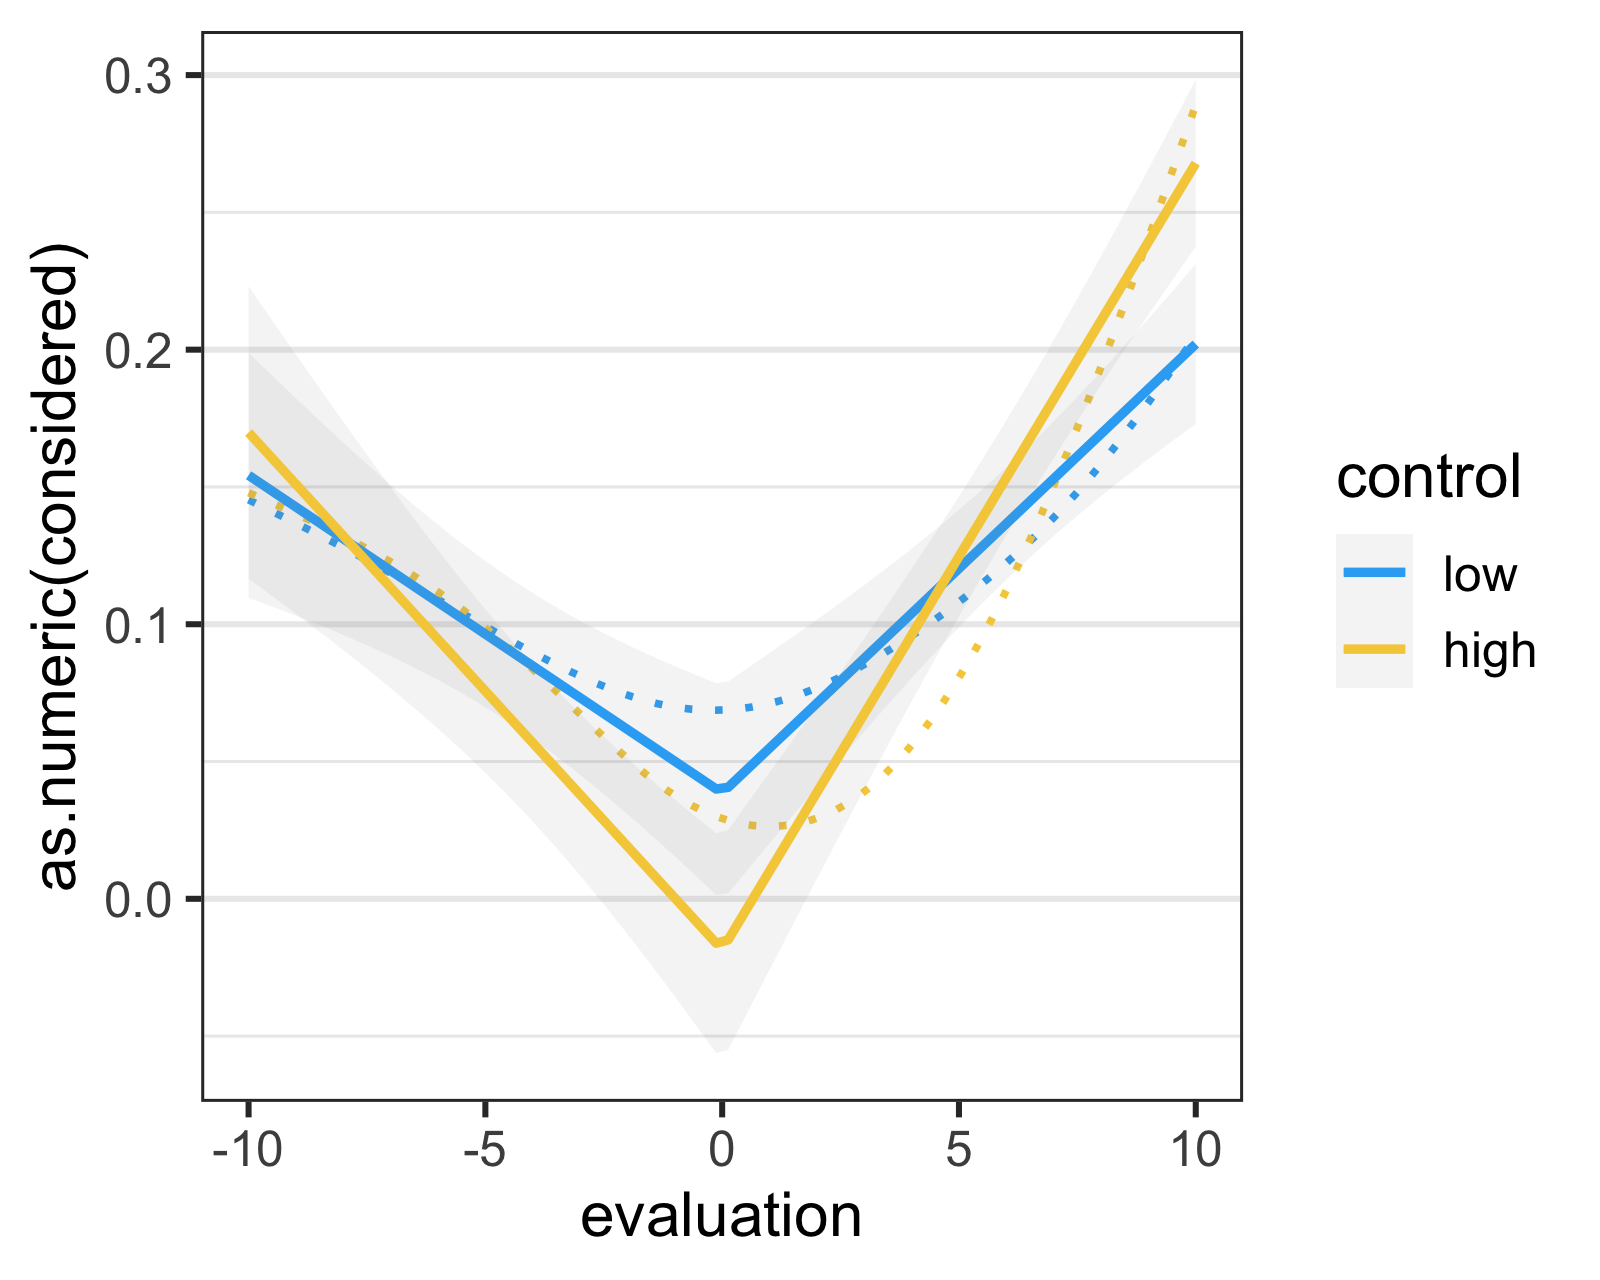 0.3
0.2
0.1
0.0
as.numeric(considered)
-10 -5 0 5 10
evaluation
control
low
high